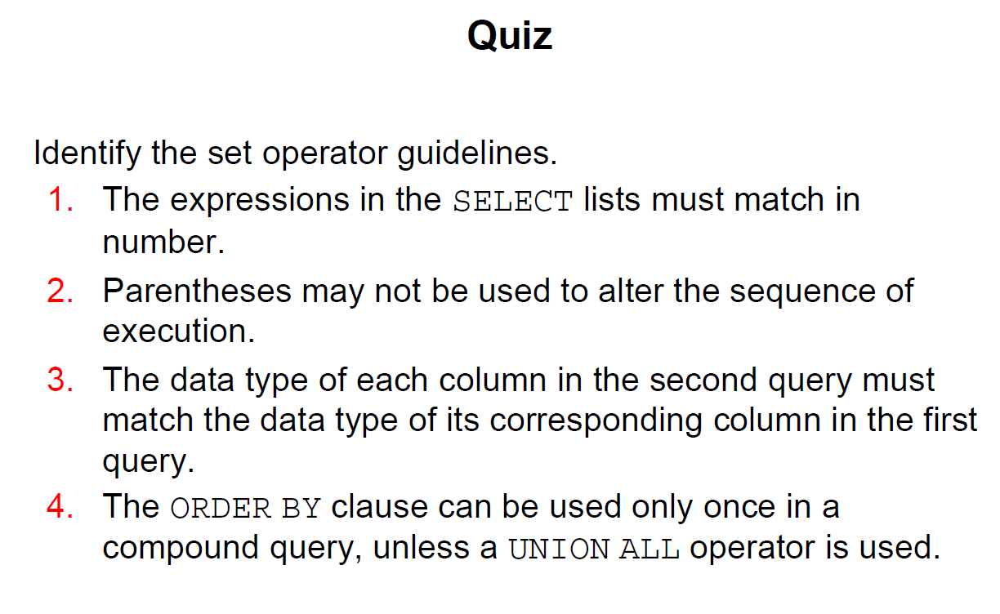 Quiz
Identify the set operator guidelines.
1. The expressions in the SELECT lists must match in
number.
2. Parentheses may not be used to alter the sequence of
execution.
3. The data type of each column in the second query must
match the data type of its corresponding column in the first
query.
4. The ORDER BY clause can be used only once in a
compound query, unless a UNION ALL operator is used.